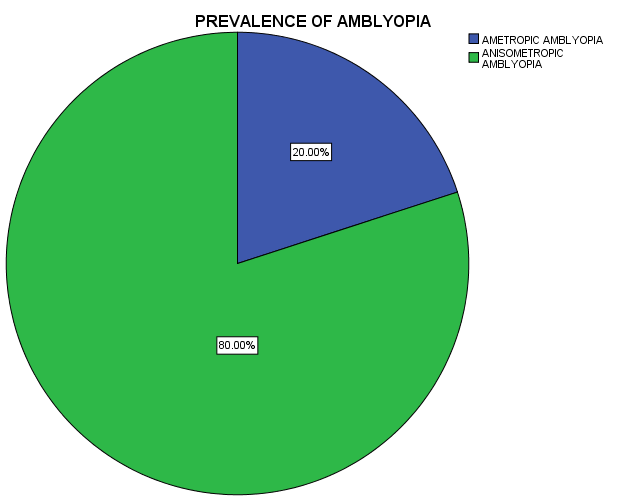 PREVALENCE OF AMBLYOPIA
AMETROPIC AMBLYOPIA
ANISOMETROPIC
AMBLYOPIA
20.00%
80.00%